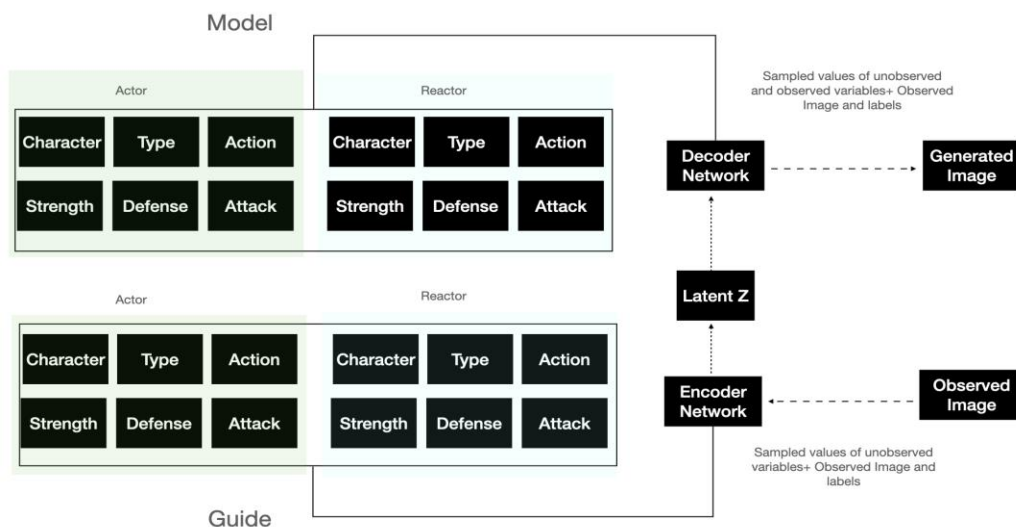 Model
Actor
Reactor
Character Type Action
Strength Defense Attack
Character Type Action
Strength Defense Attack
Sampled values of unobserved
and observed variables+ Observed
Image and labels
Decoder
Network
Generated
Image
Latent Z
Actor
Reactor
Character Type Action
Strength Defense Attack
Character Type Action
Strength Defense Attack
Encoder
Network
Observed
Image
Sampled values of unobserved
variables+ Observed Image and
labels
Guide